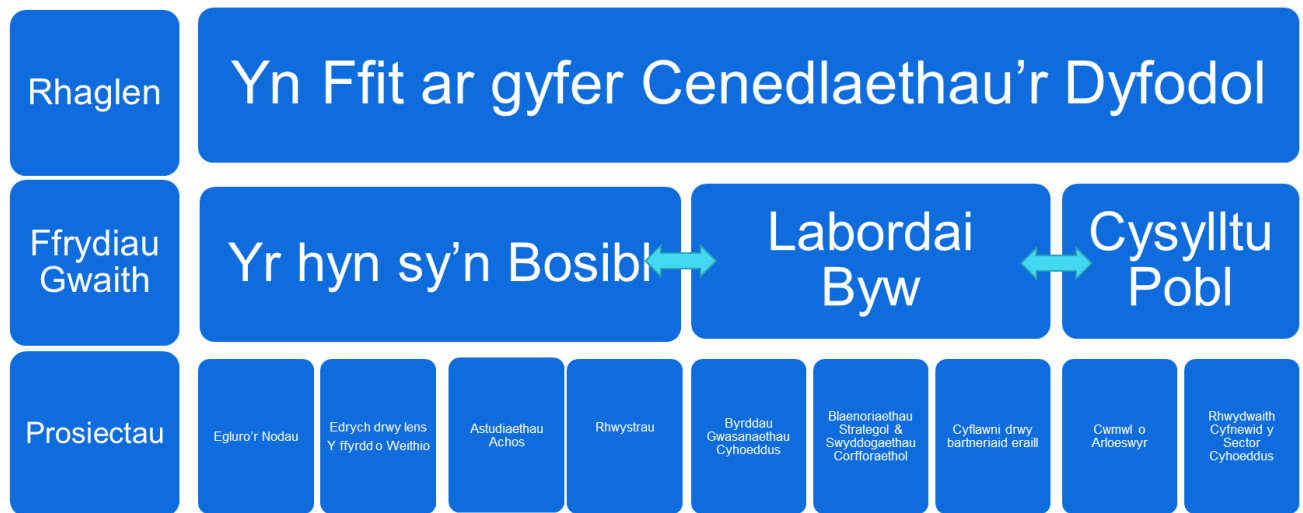 Rhaglen
Yn Ffit ar gyfer Cenedlaethau’r Dyfodol
Ffrydiau
Gwaith
Yr hyn sy’n Bosibl
Labordai
Byw
Cysylltu
Pobl
Prosiectau
Egluro’r Nodau
Edrych drwy lens
Y ffyrdd o Weithio
Astudiaethau
Achos
Rhwystrau
Byrddau
Gwasanaethau
Cyhoeddus
Blaenoriaethau
Strategol &
Swyddogaethau
Corfforaethol
Cyflawni drwy
bartneriaid eraill
Cwmwl o
Arloeswyr
Rhwydwaith
Cyfnewid y
Sector
Cyhoeddus